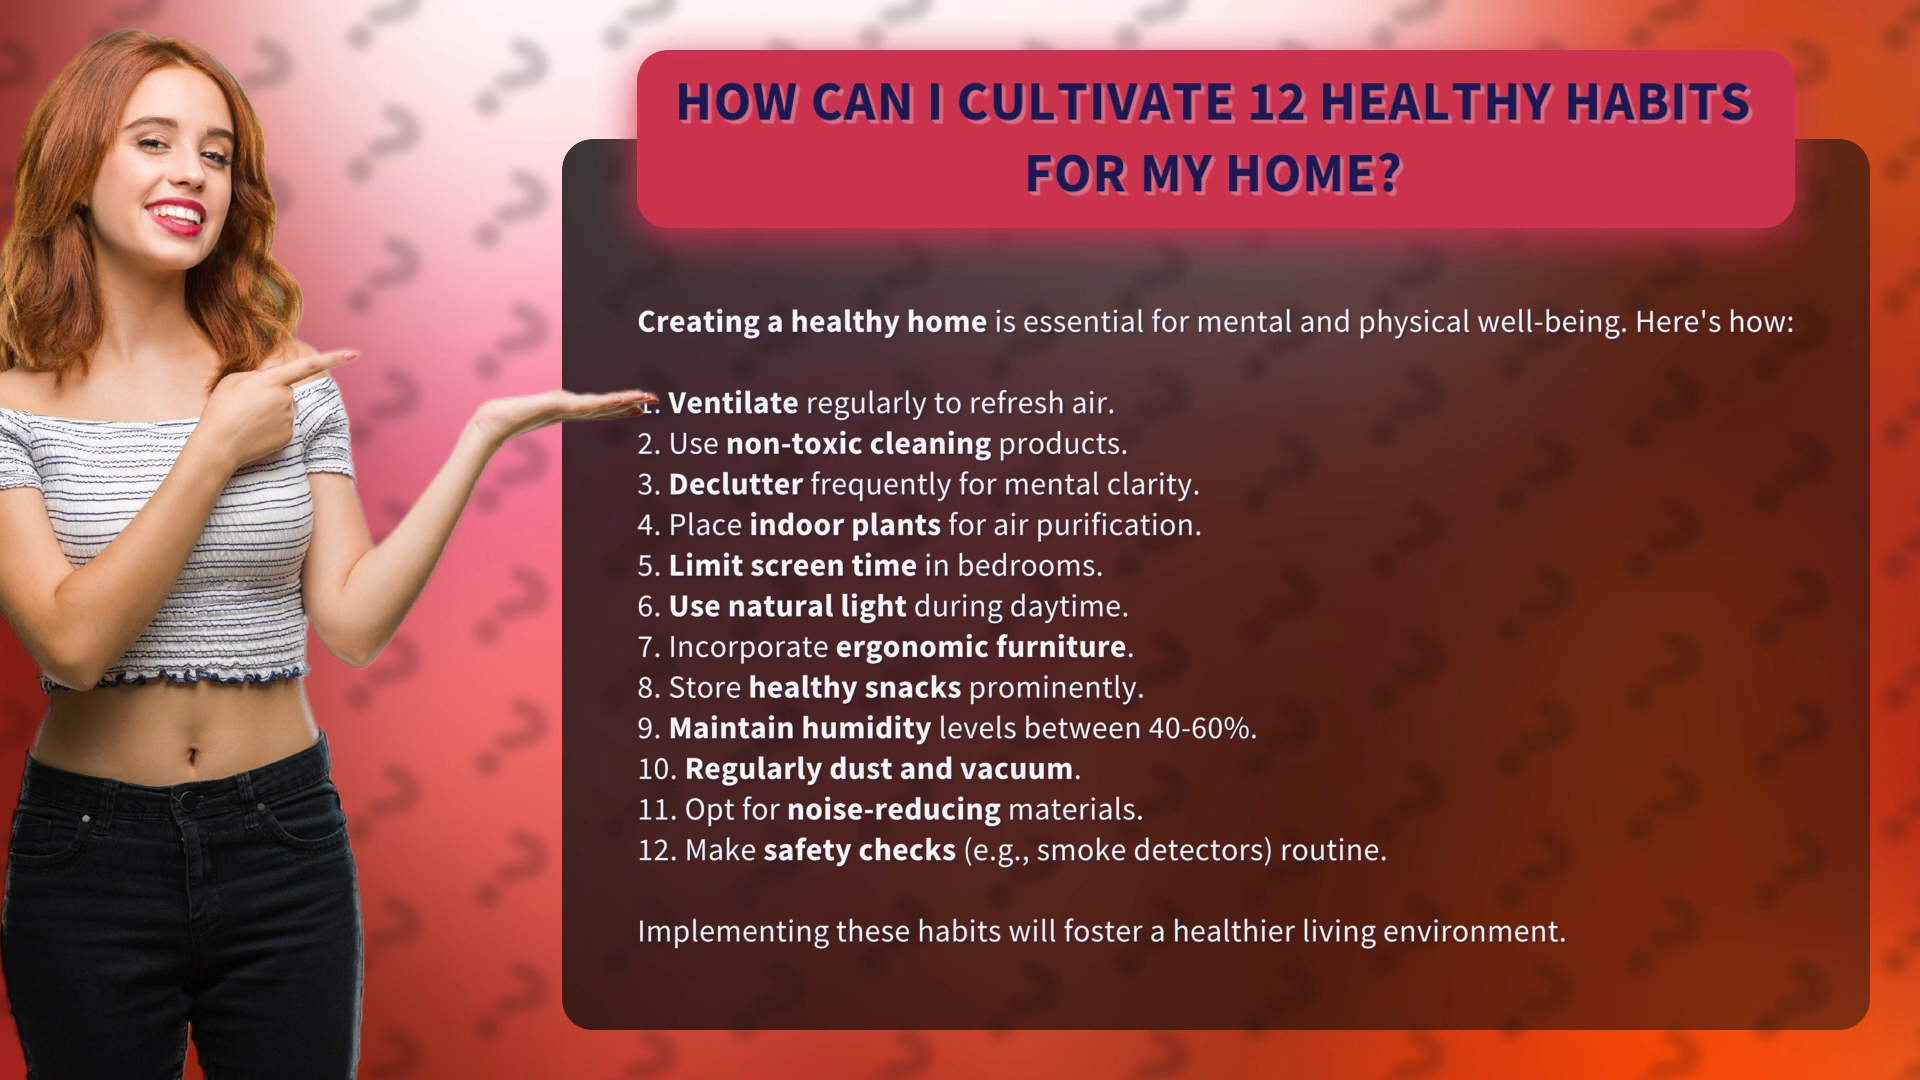 HOW CAN I CULTIVATE 12 HEALTHY HABITS
FOR MY HOME?
Creating a healthy home is essential for mental and physical well-being. Here's how:
1. Ventilate regularly to refresh air.
2. Use non-toxic cleaning products.
3. Declutter frequently for mental clarity.
4. Place indoor plants for air purification.
5. Limit screen time in bedrooms.
6. Use natural light during daytime.
7. Incorporate ergonomic furniture.
8. Store healthy snacks prominently.
9. Maintain humidity levels between 40-60%.
10. Regularly dust and vacuum.
11. Opt for noise-reducing materials.
12. Make safety checks (e.g., smoke detectors) routine.
Implementing these habits will foster a healthier living environment.